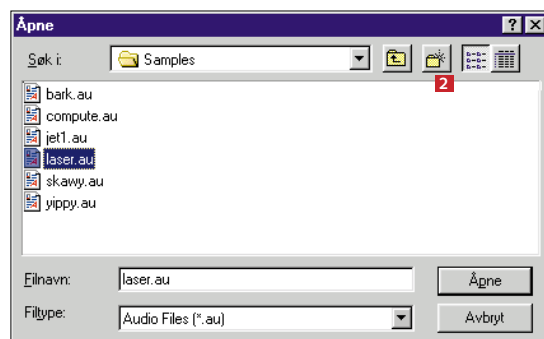 Åpne
Søk i: Samples
2
bark.au
compute.au
jet1.au
laser.au
skawy.au
yippy.au
Filnavn: laser.au Åpne
Filtype: Audio Files (*.au) Avbryt